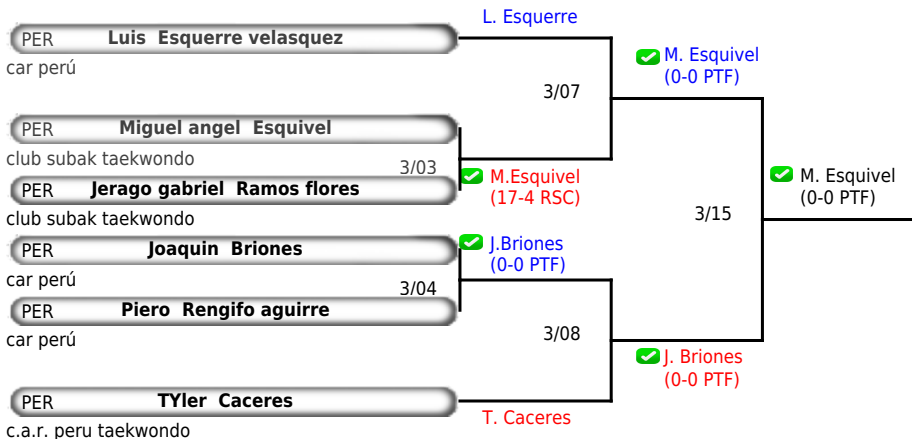 L. Esquerre
PER Luis Esquerre velasquez
car perú
M. Esquivel
(0-0 PTF)
3/07
PER Miguel angel Esquivel
club subak taekwondo
3/03
M.Esquivel
(17-4 RSC)
PER Jerago gabriel Ramos flores
club subak taekwondo
M. Esquivel
(0-0 PTF)
3/15
PER Joaquin Briones
car perú
J.Briones
(0-0 PTF)
3/04
PER Piero Rengifo aguirre
car perú
3/08
J. Briones
(0-0 PTF)
PER TYler Caceres
c.a.r. peru taekwondo
T. Caceres